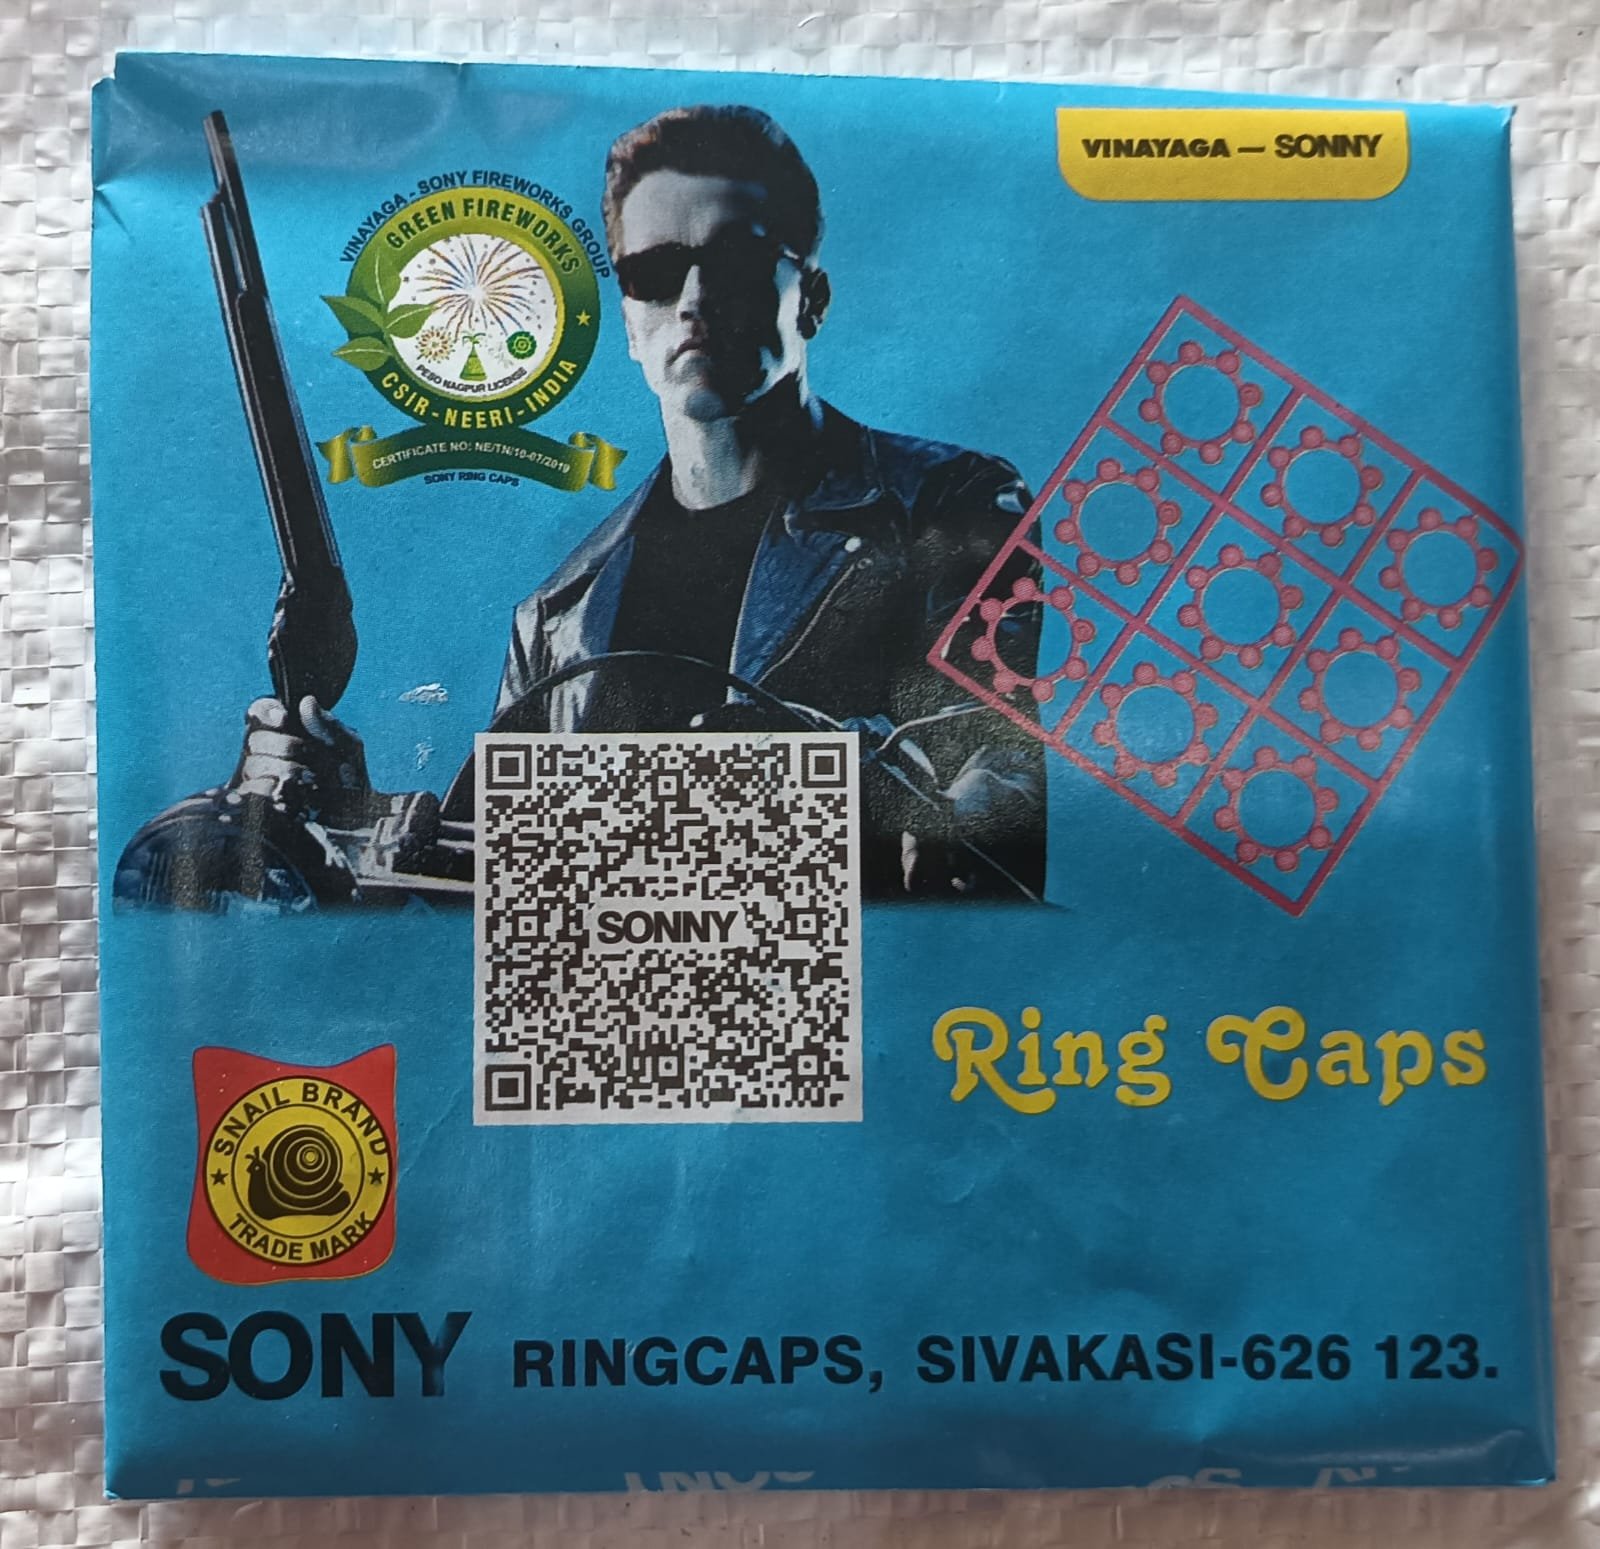 VINAYAGA — SONNY
VINAYAGA - SONY FIREWORKS GROUP
GREEN FIREWORKS
PESO NAGPUR LICENSE
CSIR-NEERI-INDIA
CERTIFICATE NO: NE/TN/10-07/2019
SONY RING CAPS
SONNY
Ring Caps
SNAIL BRAND
TRADE MARK
SONY RINGCAPS, SIVAKASI-626 123.